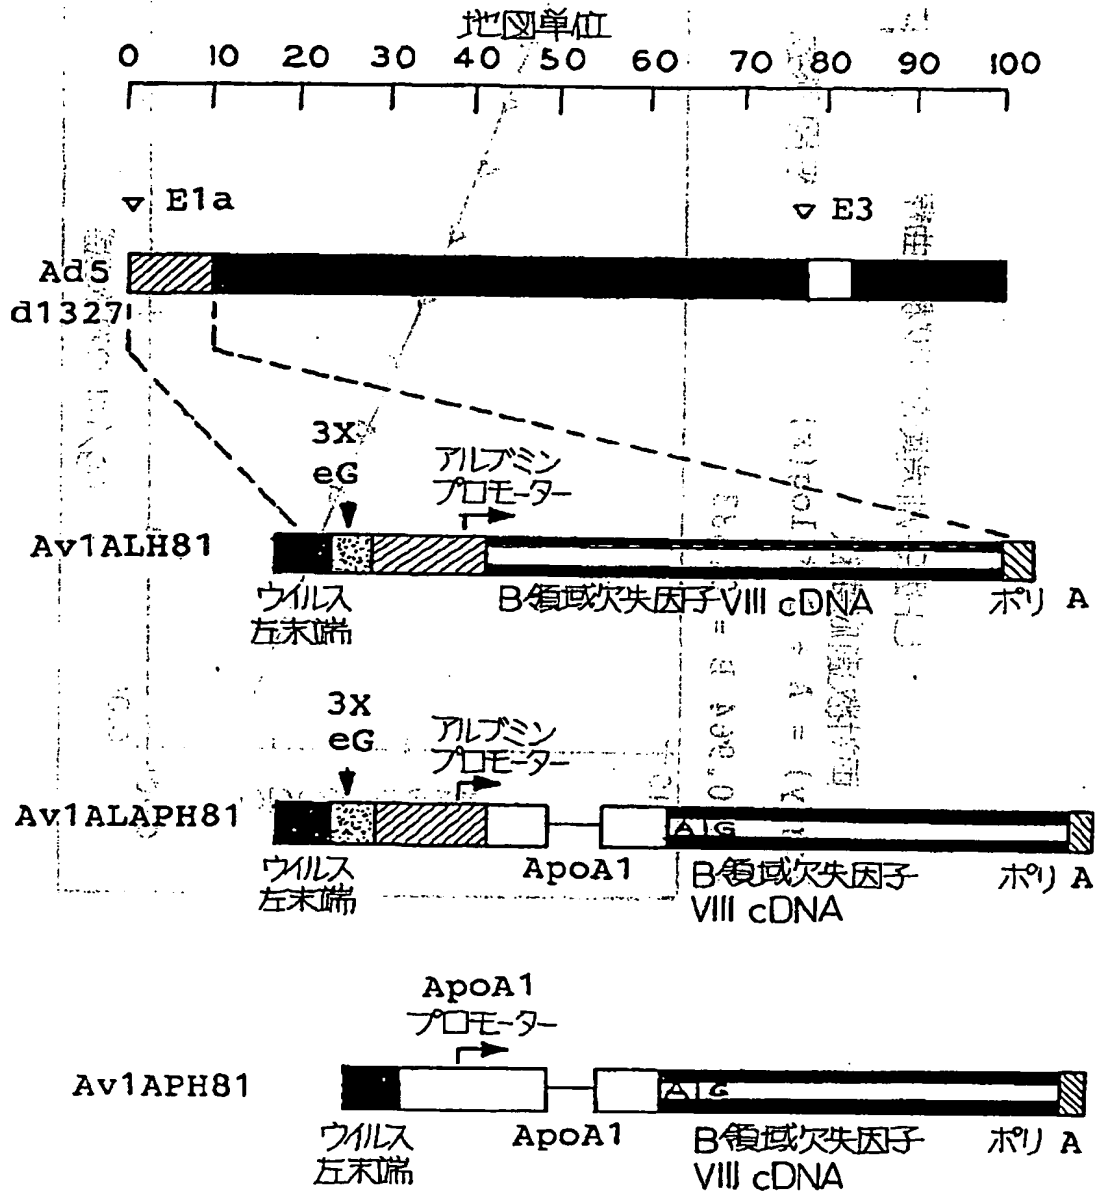 地図単位
0 10 20 30 40 50 60 70 80 90 100
E1a
E3
Ad5
d1327
3X
eG
アルブミン
プロモーター
Av1ALH81
ウイルス
左末端
B領域欠失因子VIII cDNA
ポリ A
3X
eG
アルブミン
プロモーター
Av1ALAPH81
A T G
ウイルス
左末端
ApoA1
B領域欠失因子
VIII cDNA
ポリ A
ApoA1
プロモーター
Av1APH81
A T G
ウイルス
左末端
ApoA1
B領域欠失因子
VIII cDNA
ポリ A